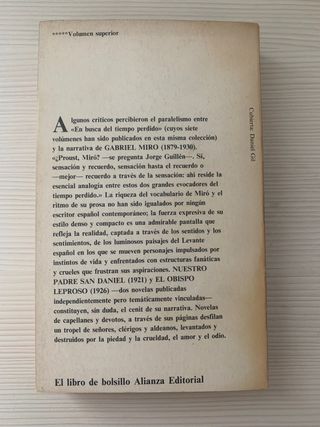 *****Volumen superior
Algunos críticos percibieron el paralelismo entre
«En busca del tiempo perdido» (cuyos siete
volúmenes han sido publicados en esta misma colección)
y la narrativa de GABRIEL MIRO (1879-1930).
«¿Proust, Miró? —se pregunta Jorge Guillén—. Sí,
sensación y recuerdo, sensación hasta el recuerdo o
—mejor— recuerdo a través de la sensación: ahí reside la
esencial analogía entre estos dos grandes evocadores del
tiempo perdido.» La riqueza del vocabulario de Miró y el
ritmo de su prosa no han sido igualados por ningún
escritor español contemporáneo; la fuerza expresiva de su
estilo denso y compacto es una admirable pantalla que
refleja la realidad, captada a través de los sentidos y los
sentimientos, de los luminosos paisajes del Levante
español en los que se mueven personajes impulsados por
instintos de vida y enfrentados con estructuras fanáticas
y crueles que frustran sus aspiraciones. NUESTRO
PADRE SAN DANIEL (1921) y EL OBISPO
LEPROSO (1926) —dos novelas publicadas
independientemente pero temáticamente vinculadas—
constituyen, sin duda, el cenit de su narrativa. Novelas
de capellanes y devotos, a través de sus páginas desfilan
un tropel de señores, clérigos y aldeanos, levantados y
destruidos por la piedad y la crueldad, el amor y el odio.
El libro de bolsillo Alianza Editorial
Cubierta: Daniel Gil